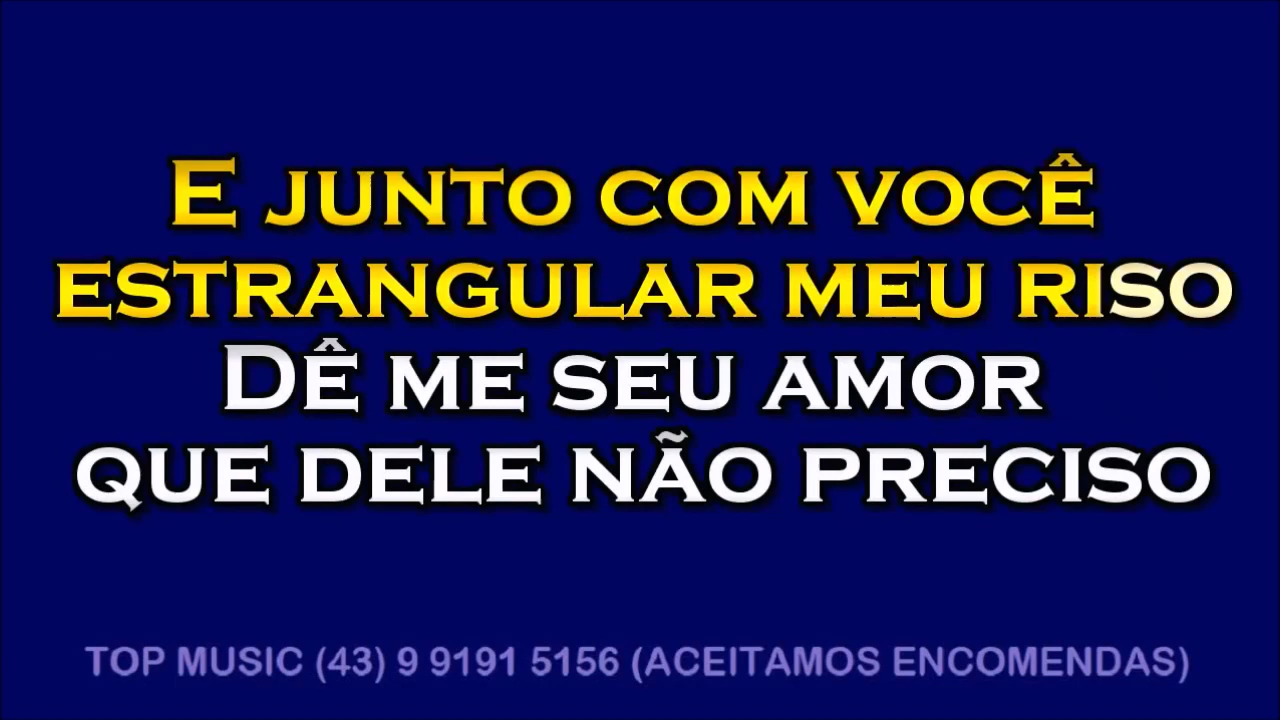 E JUNTO COM VOCÊ
ESTRANGULAR MEU RISO
DÊ ME SEU AMOR
QUE DELE NÃO PRECISO
TOP MUSIC (43) 9 9191 5156 (ACEITAMOS ENCOMENDAS)